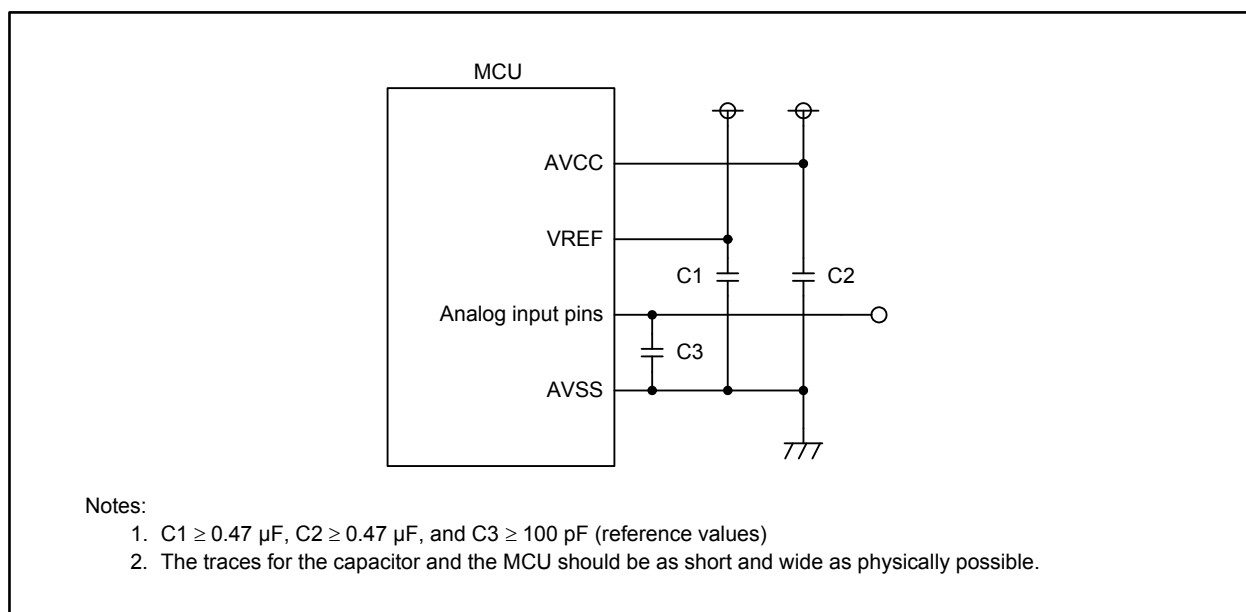 MCU
AVCC
VREF
C1
C2
Analog input pins
C3
AVSS
Notes:
1. C1 ≥ 0.47 µF, C2 ≥ 0.47 µF, and C3 ≥ 100 pF (reference values)
2. The traces for the capacitor and the MCU should be as short and wide as physically possible.